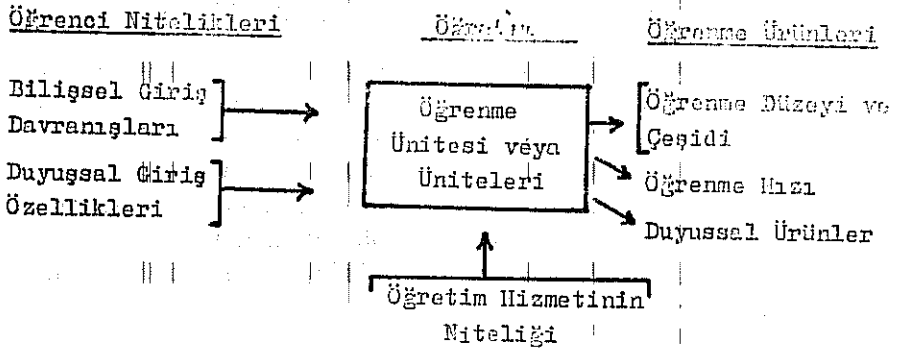 Öğrenci Nitelikleri
Öğrenme Ürünleri
Bilişsel Giriş
Davranışları
Duyuşsal Giriş
Özellikleri
Öğrenme
Ünitesi veya
Üniteleri
Öğrenme Düzeyi ve
Çeşidi
Öğrenme Hızı
Duyussal Ürünler
Öğretim Hizmetinin
Niteliği